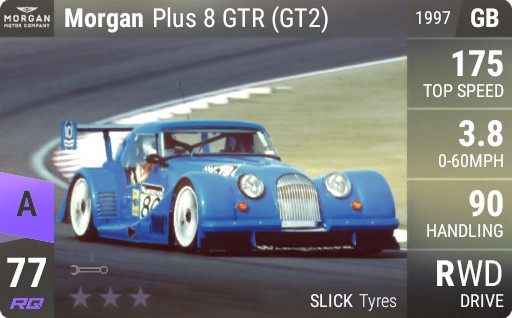 MORGAN
MOTOR COMPANY
Morgan Plus 8 GTR (GT2)
1997 GB
175
TOP SPEED
3.8
0-60MPH
90
HANDLING
RWD
DRIVE
A
77
RQ
SLICK Tyres